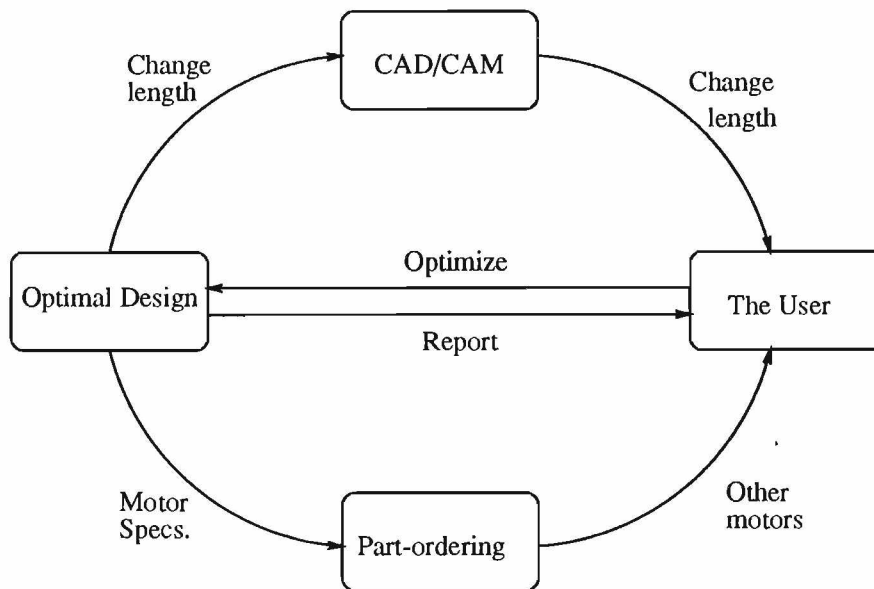 CAD/CAM
Change
length
Change
length
Optimize
Optimal Design
The User
Report
Motor
Specs.
Other
motors
Part-ordering